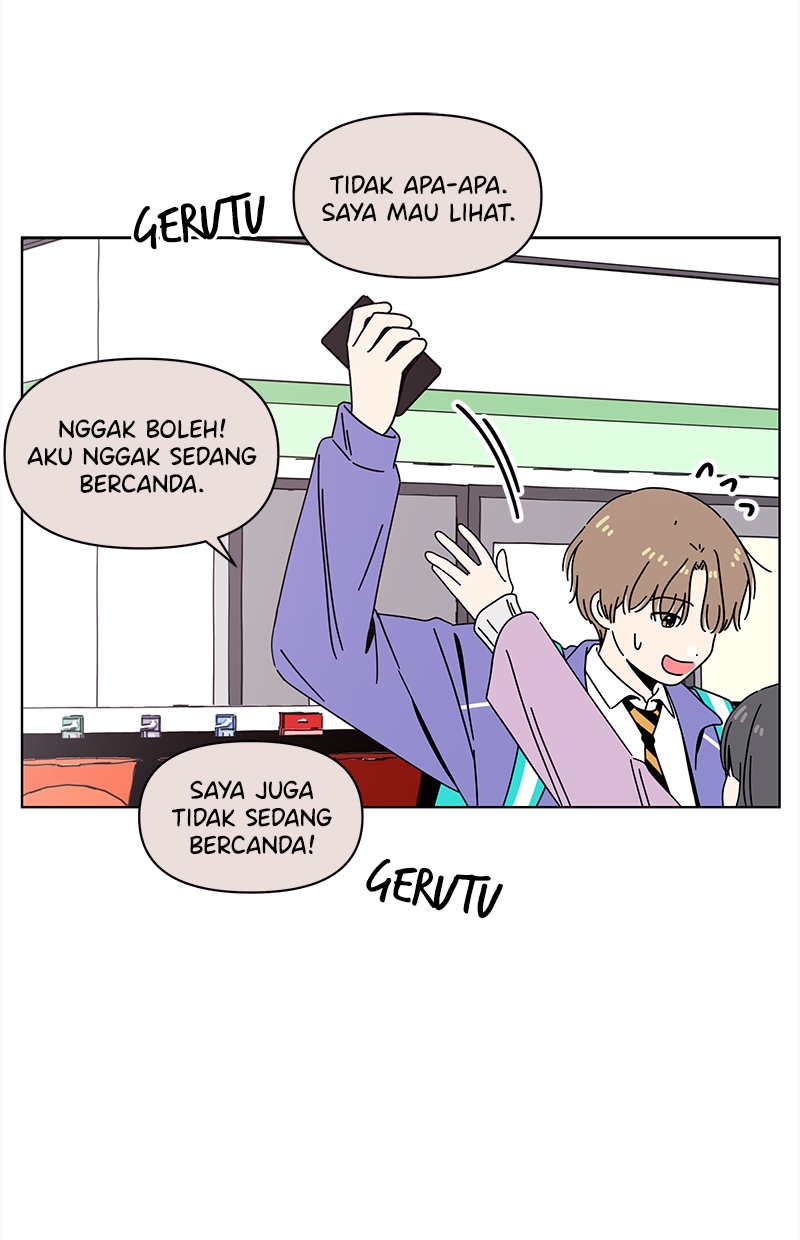 TIDAK APA-APA.
SAYA MAU LIHAT.
GERUTU
NGGAK BOLEH!
AKU NGGAK SEDANG
BERCANDA.
SAYA JUGA
TIDAK SEDANG
BERCANDA!
GERUTU